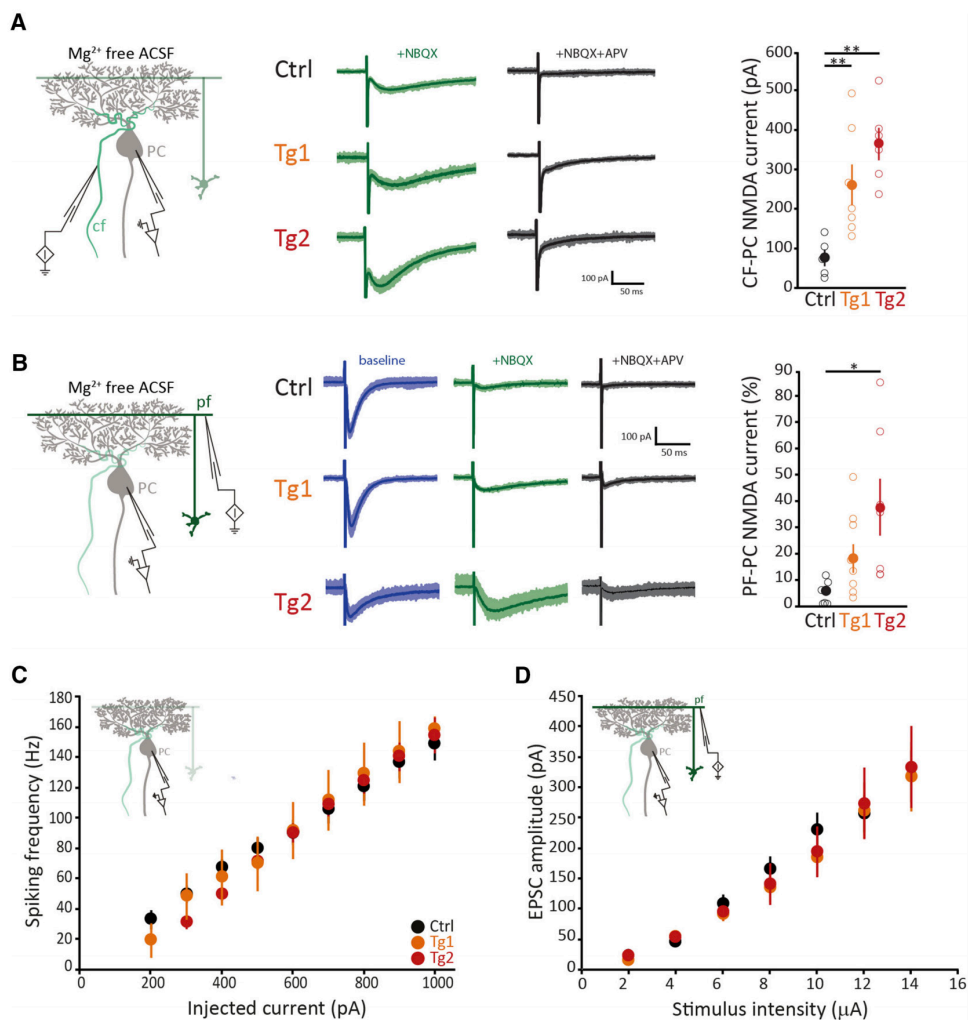 A
Mg2+ free ACSF
PC
cf
Ctrl
+NBQX
+NBQX+APV
Tg1
Tg2
100 pA
50 ms
CF-PC NMDA current (pA)
600
500
400
300
200
100
0
**
**
Ctrl Tg1 Tg2
B
Mg2+ free ACSF
pf
PC
baseline
+NBQX
+NBQX+APV
Ctrl
Tg1
Tg2
100 pA
50 ms
PF-PC NMDA current (%)
90
80
70
60
50
40
30
20
10
0
*
Ctrl Tg1 Tg2
C
Spiking frequency (Hz)
180
160
140
120
100
80
60
40
20
0
PC
Ctrl
Tg1
Tg2
200 400 600 800 1000
Injected current (pA)
D
EPSC amplitude (pA)
450
400
350
300
250
200
150
100
50
0
pf
PC
0 2 4 6 8 10 12 14 16
Stimulus intensity (µA)